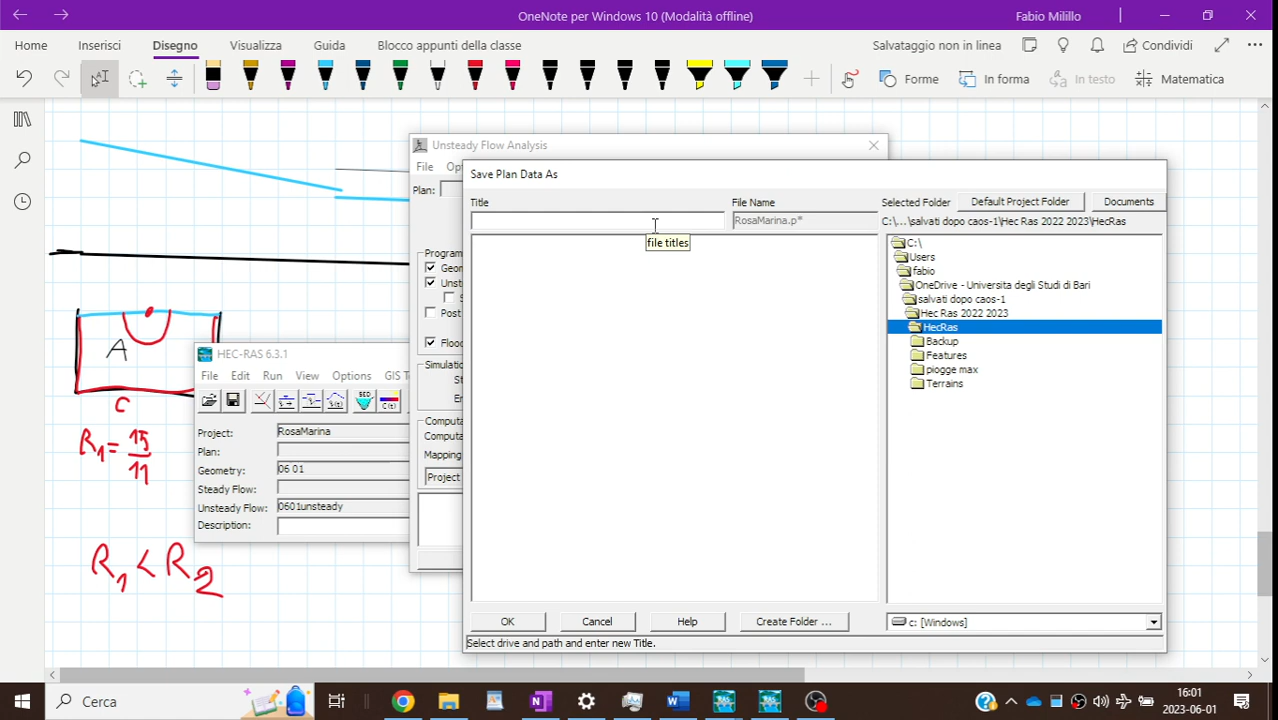 OneNote per Windows 10 (Modalità offline)
Fabio Milillo
Home Inserisci Disegno Visualizza Guida Blocco appunti della classe
Salvataggio non in linea Condividi
Forme In forma In testo Matematica
Unsteady Flow Analysis
File
Plan:
Save Plan Data As
Title
File Name
Selected Folder
Default Project Folder
Documents
RosaMarina.p*
C:\...\salvati dopo caos-1\Hec Ras 2022 2023\HecRas
file titles
C:\
Users
fabio
OneDrive - Universita degli Studi di Bari
salvati dopo caos-1
Hec Ras 2022 2023
HecRas
Backup
Features
piogge max
Terrains
Post
Computa
Mapping
Project
A
C
R1 = 15/11
R1 < R2
HEC-RAS 6.3.1
File Edit Run View Options
Project: RosaMarina
Plan:
Geometry: 06 01
Steady Flow:
Unsteady Flow: 0601unsteady
Description:
OK Cancel Help Create Folder ...
c: [Windows]
Select drive and path and enter new Title.
Cerca
16:01
2023-06-01